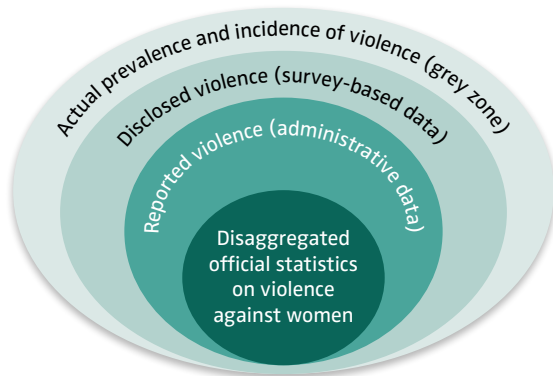 Actual prevalence and incidence of violence (grey zone)
Disclosed violence (survey-based data)
Reported violence (administrative data)
Disaggregated
official statistics
on violence
against women